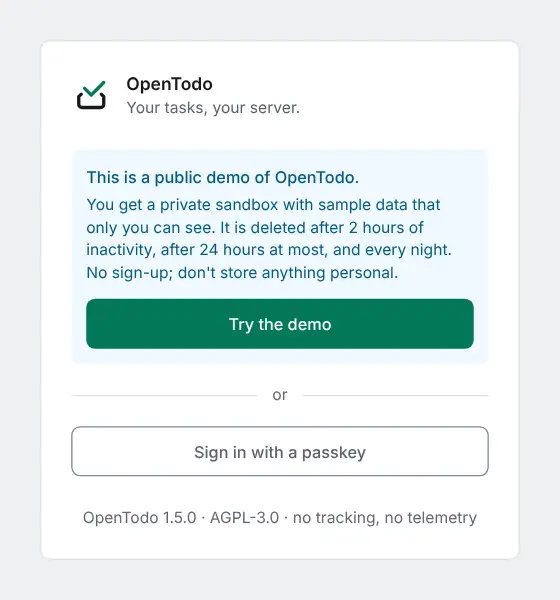 OpenTodo
Your tasks, your server.
This is a public demo of OpenTodo.
You get a private sandbox with sample data that
only you can see. It is deleted after 2 hours of
inactivity, after 24 hours at most, and every night.
No sign-up; don't store anything personal.
Try the demo
or
Sign in with a passkey
OpenTodo 1.5.0 · AGPL-3.0 · no tracking, no telemetry